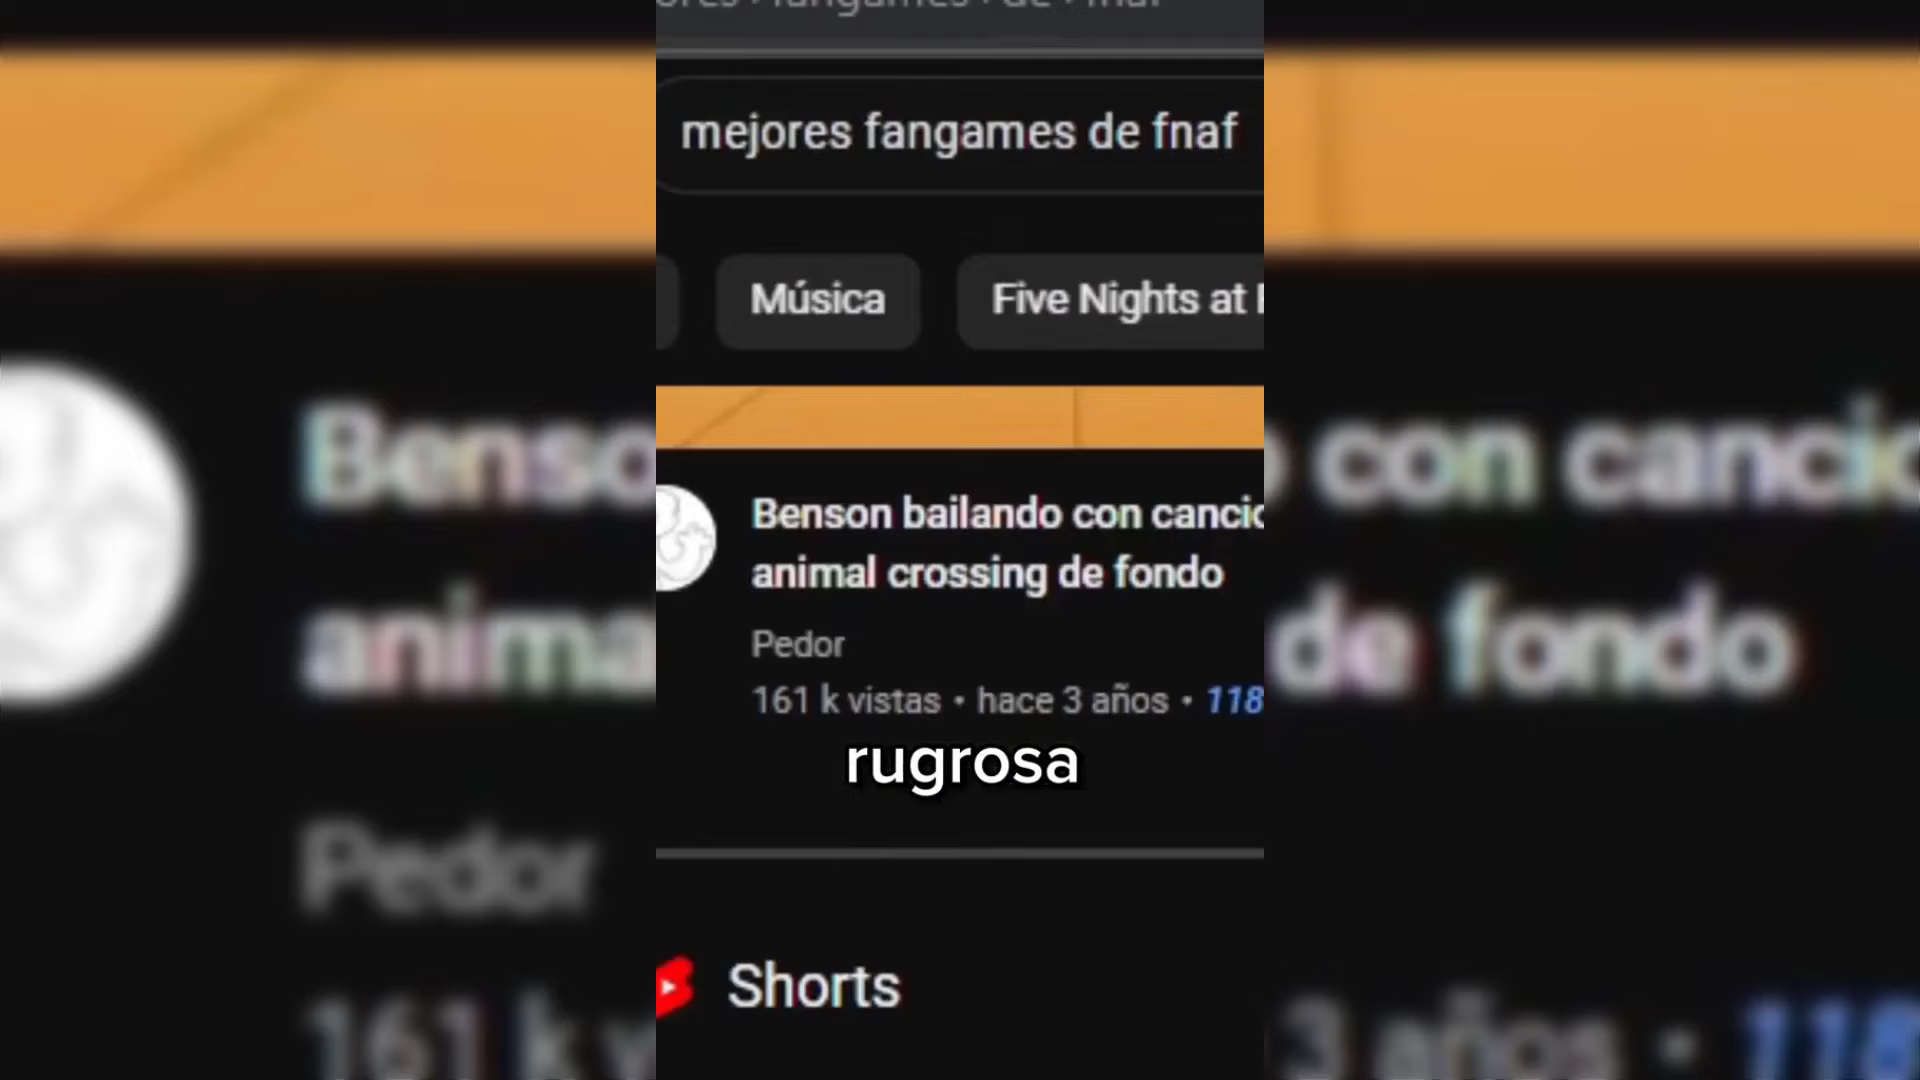 mejores fangames de fnaf
Música
Five Nights at
Benson bailando con cancio
animal crossing de fondo
Pedor
161 k vistas • hace 3 años • 118
rugrosa
Shorts